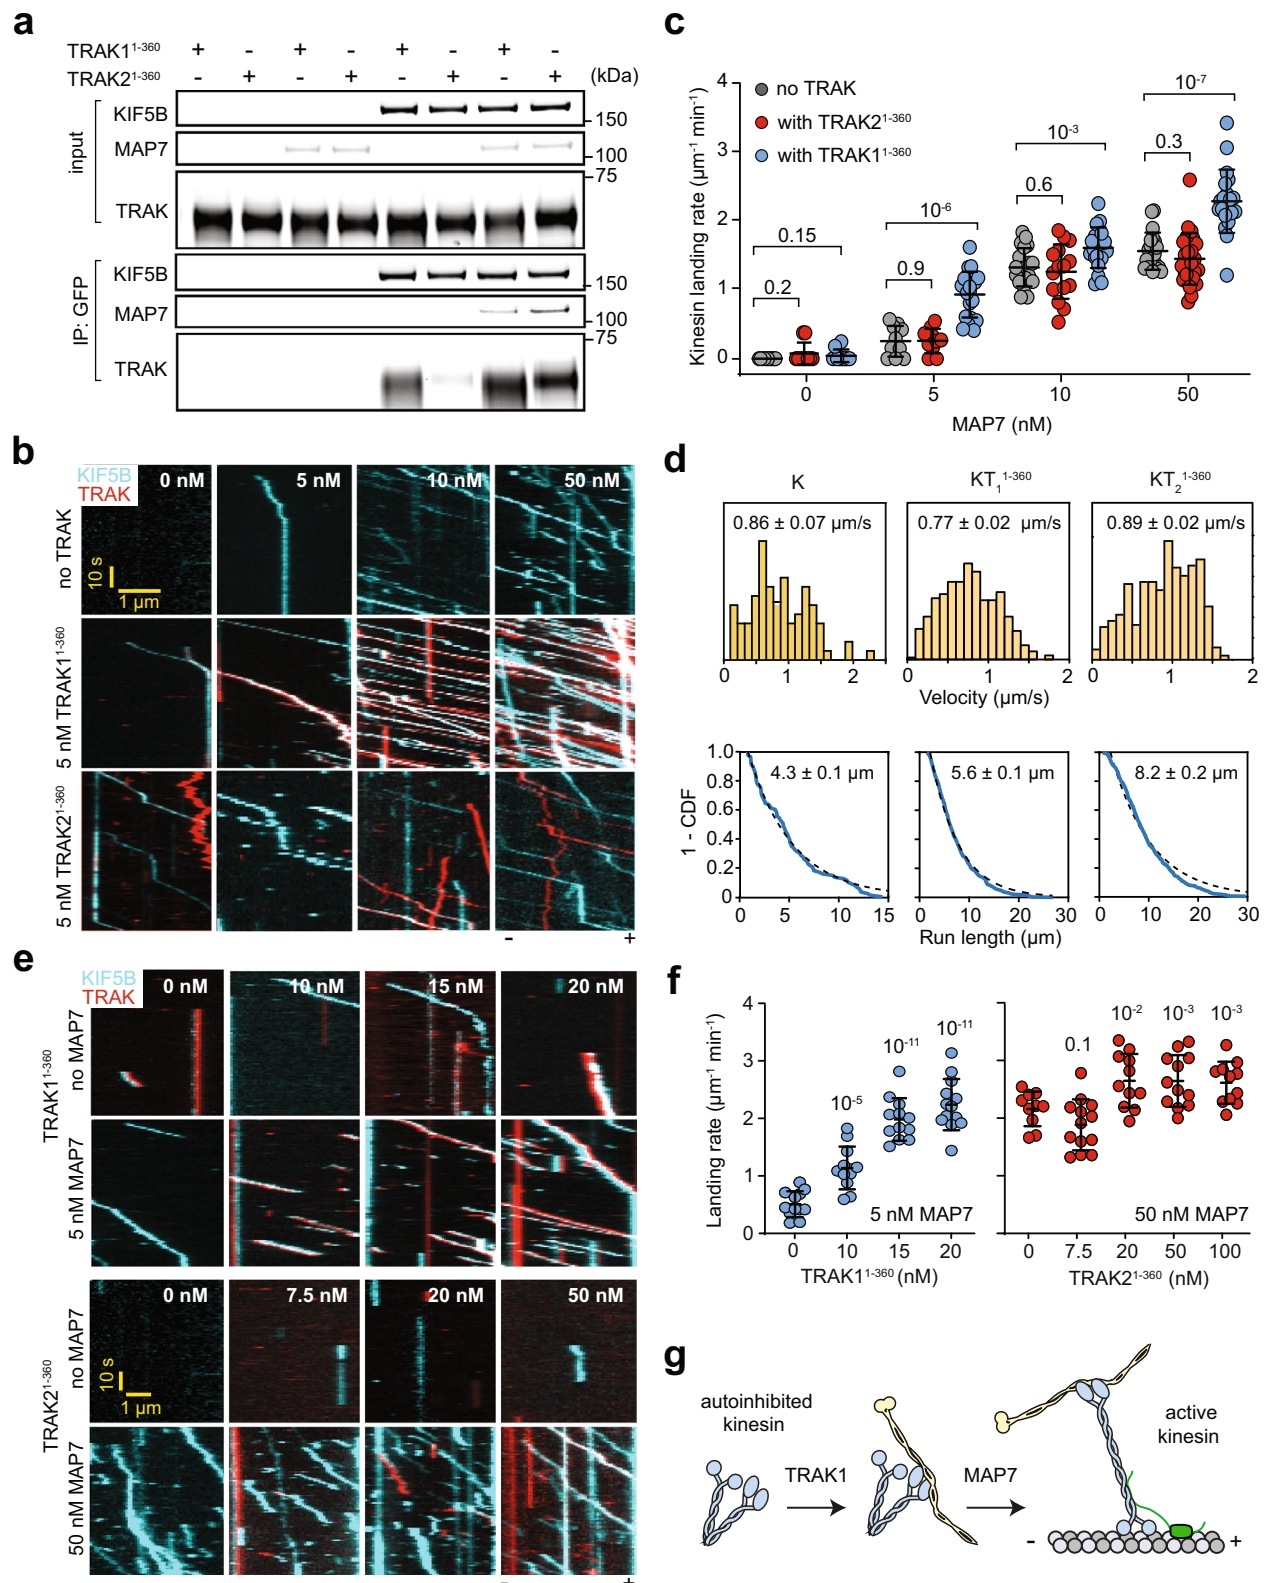 a
TRAK1¹⁻³⁶⁰ + - + - + - + -
TRAK2¹⁻³⁶⁰ - + - + - + - + (kDa)
input
KIF5B
150
MAP7
100
75
TRAK
IP: GFP
KIF5B
150
MAP7
100
75
TRAK
b
KIF5B
TRAK
0 nM 5 nM 10 nM 50 nM
no TRAK
10 s
1 µm
5 nM TRAK1¹⁻³⁶⁰
5 nM TRAK2¹⁻³⁶⁰
- +
c
Kinesin landing rate (µm⁻¹ min⁻¹)
4
3
2
1
0
no TRAK
with TRAK2¹⁻³⁶⁰
with TRAK1¹⁻³⁶⁰
0.2
0.15
0.9
10⁻⁶
0.6
10⁻³
0.3
10⁻⁷
0 5 10 50
MAP7 (nM)
d
K KT₁¹⁻³⁶⁰ KT₂¹⁻³⁶⁰
0.86 ± 0.07 µm/s 0.77 ± 0.02 µm/s 0.89 ± 0.02 µm/s
0 1 2 0 1 2 0 1 2
Velocity (µm/s)
1 - CDF
1.0
0.8
0.6
0.4
0.2
0
4.3 ± 0.1 µm 5.6 ± 0.1 µm 8.2 ± 0.2 µm
0 5 10 15 0 10 20 30 0 10 20 30
Run length (µm)
e
KIF5B
TRAK
0 nM 10 nM 15 nM 20 nM
TRAK1¹⁻³⁶⁰
no MAP7
5 nM MAP7
0 nM 7.5 nM 20 nM 50 nM
TRAK2¹⁻³⁶⁰
no MAP7
10 s
1 µm
50 nM MAP7
- +
f
Landing rate (µm⁻¹ min⁻¹)
4
3
2
1
0
10⁻⁵ 10⁻¹¹ 10⁻¹¹
5 nM MAP7
0 10 15 20
TRAK1¹⁻³⁶⁰ (nM)
0.1 10⁻² 10⁻³ 10⁻³
50 nM MAP7
0 7.5 20 50 100
TRAK2¹⁻³⁶⁰ (nM)
g
autoinhibited
kinesin
TRAK1
MAP7
active
kinesin
- +